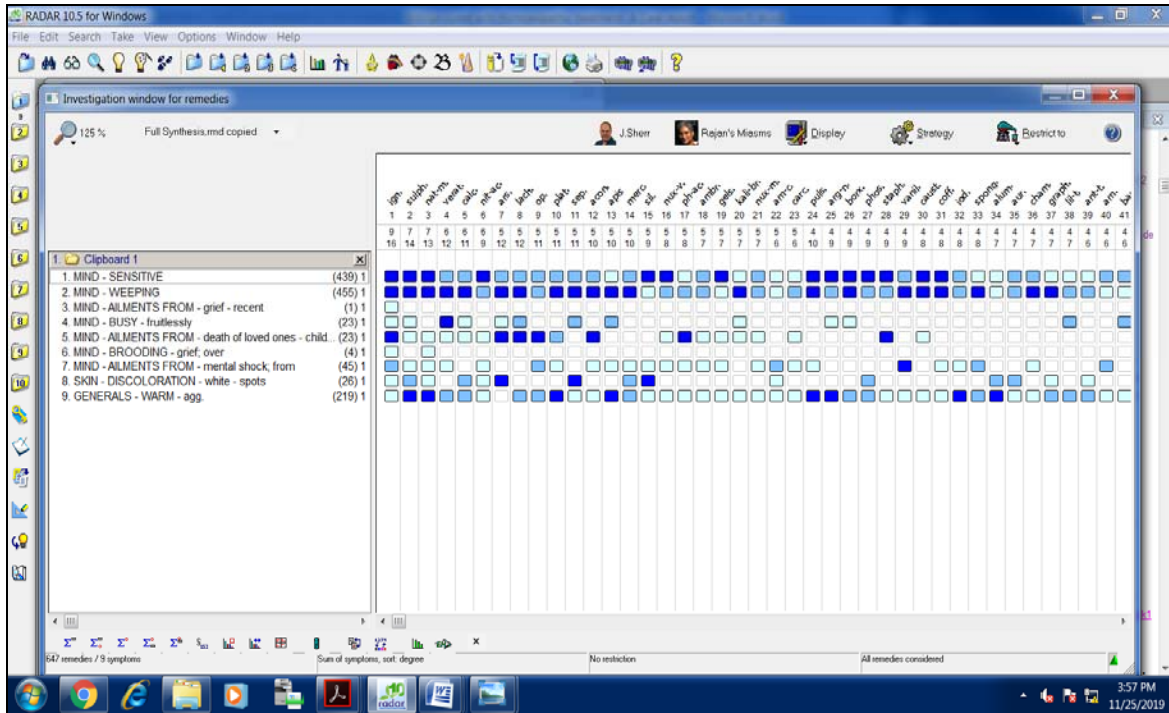 RADAR 10.5 for Windows
File Edit Search Take View Options Window Help
Investigation window for remedies
125 % Full Synthesis.rmd copied J.Sherr Rajan's Miasms Display Strategy Restrict to
ign. sulph. nat-m. verat. calc. nit-ac. ars. lach. op. plat. sep. acon. apis merc. sil. nux-v. ph-ac. ambr. gels. kali-br. nux-m. am-c. carc. puls. arg-n. borx. phos. staph. vanil. caust. coff. iod. spong. alum. aur. cham. graph. lil-t. ant-t. am.
1 2 3 4 5 6 7 8 9 10 11 12 13 14 15 16 17 18 19 20 21 22 23 24 25 26 27 28 29 30 31 32 33 34 35 36 37 38 39 40 41
9 7 7 6 6 6 5 5 5 5 5 5 5 5 5 5 5 5 5 5 5 5 5 4 4 4 4 4 4 4 4 4 4 4 4 4 4 4 4 4 4
16 14 13 12 11 9 12 12 11 11 11 10 10 10 9 8 8 7 7 7 7 6 6 10 9 9 9 9 9 8 8 8 8 7 7 7 7 7 6 6 6
1. Clipboard 1
1. MIND - SENSITIVE (439) 1
2. MIND - WEEPING (455) 1
3. MIND - AILMENTS FROM - grief - recent (1) 1
4. MIND - BUSY - fruitlessly (23) 1
5. MIND - AILMENTS FROM - death of loved ones - child... (23) 1
6. MIND - BROODING - grief; over (4) 1
7. MIND - AILMENTS FROM - mental shock; from (45) 1
8. SKIN - DISCOLORATION - white - spots (26) 1
9. GENERALS - WARM - agg. (219) 1
647 remedies / 9 symptoms Sum of symptoms, sort: degree No restriction All remedies considered
radar
3:57 PM
11/25/2019